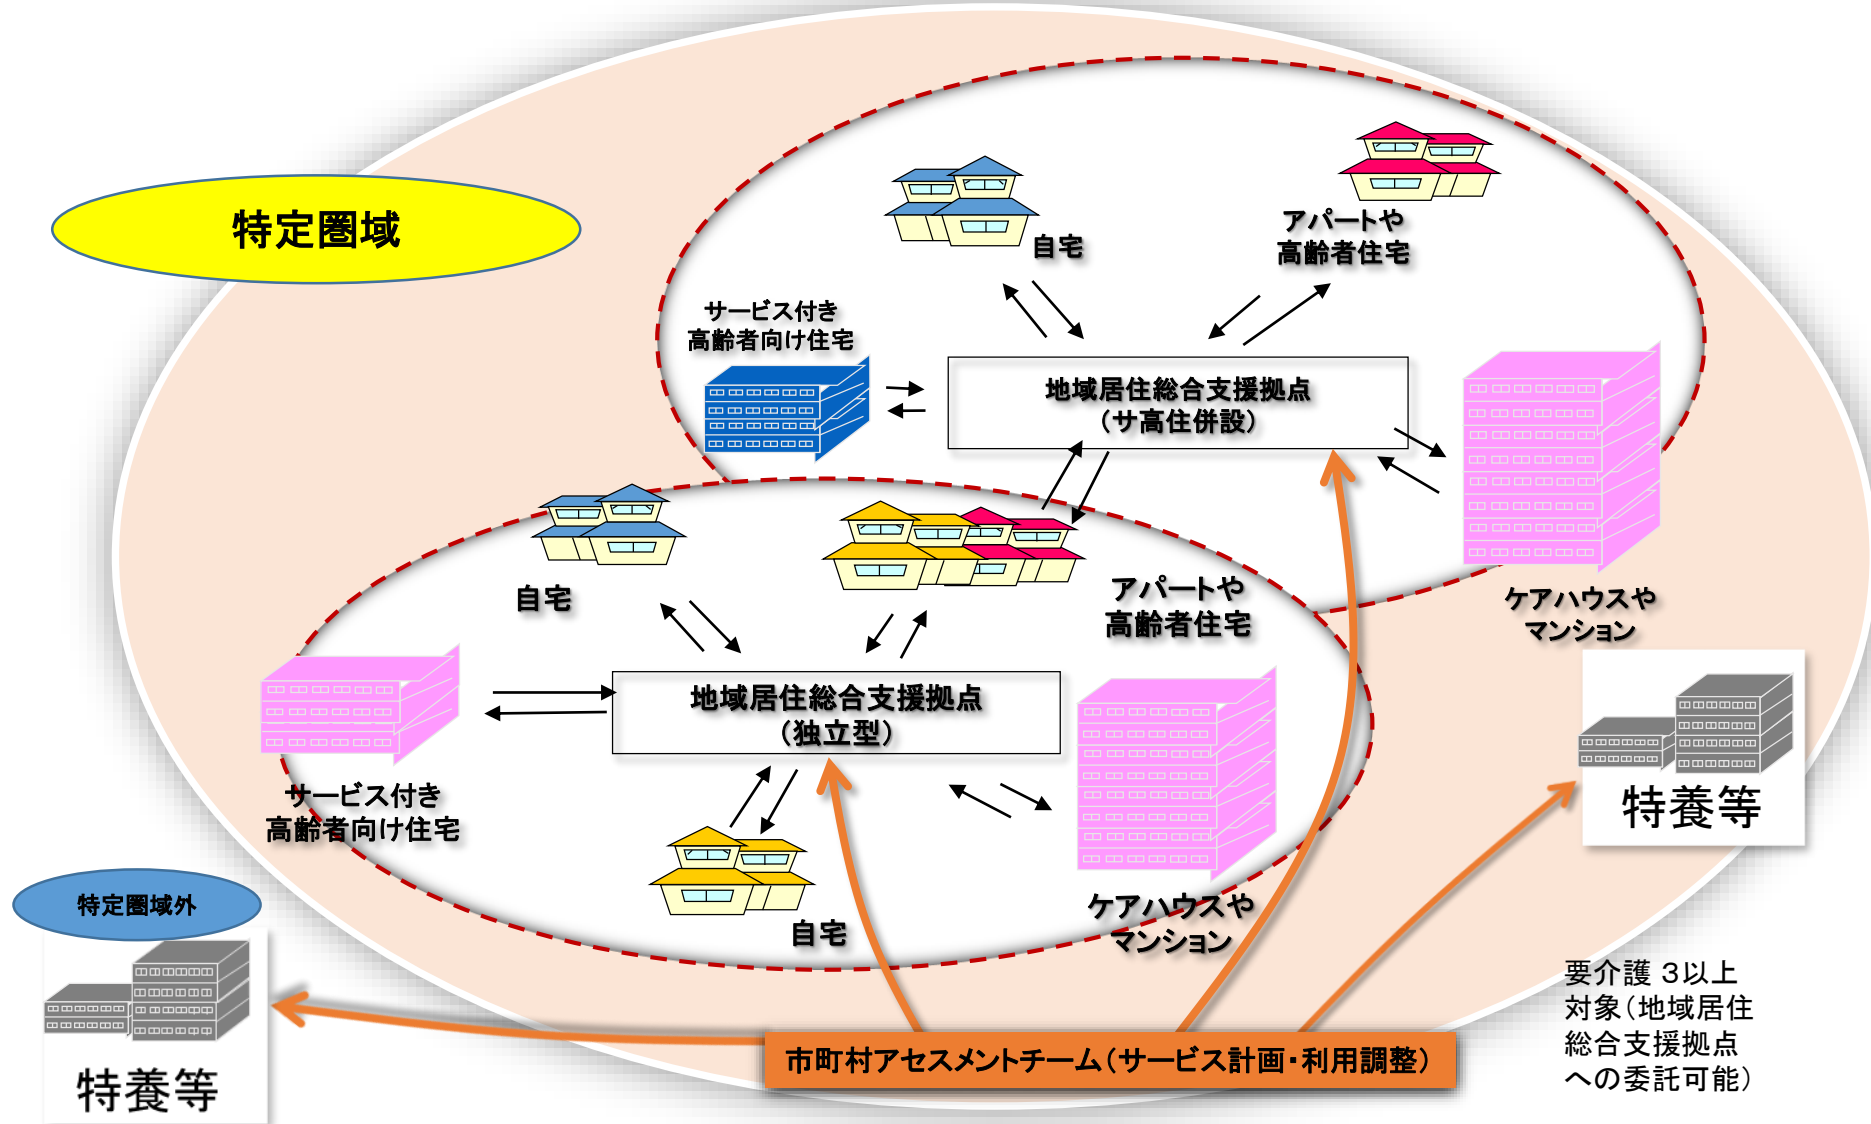 特定圏域
自宅
アパートや
高齢者住宅
サービス付き
高齢者向け住宅
地域居住総合支援拠点
（サ高住併設）
ケアハウスや
マンション
自宅
アパートや
高齢者住宅
地域居住総合支援拠点
（独立型）
サービス付き
高齢者向け住宅
ケアハウスや
マンション
自宅
特養等
特定圏域外
特養等
市町村アセスメントチーム（サービス計画・利用調整）
要介護 3以上
対象（地域居住
総合支援拠点
への委託可能）